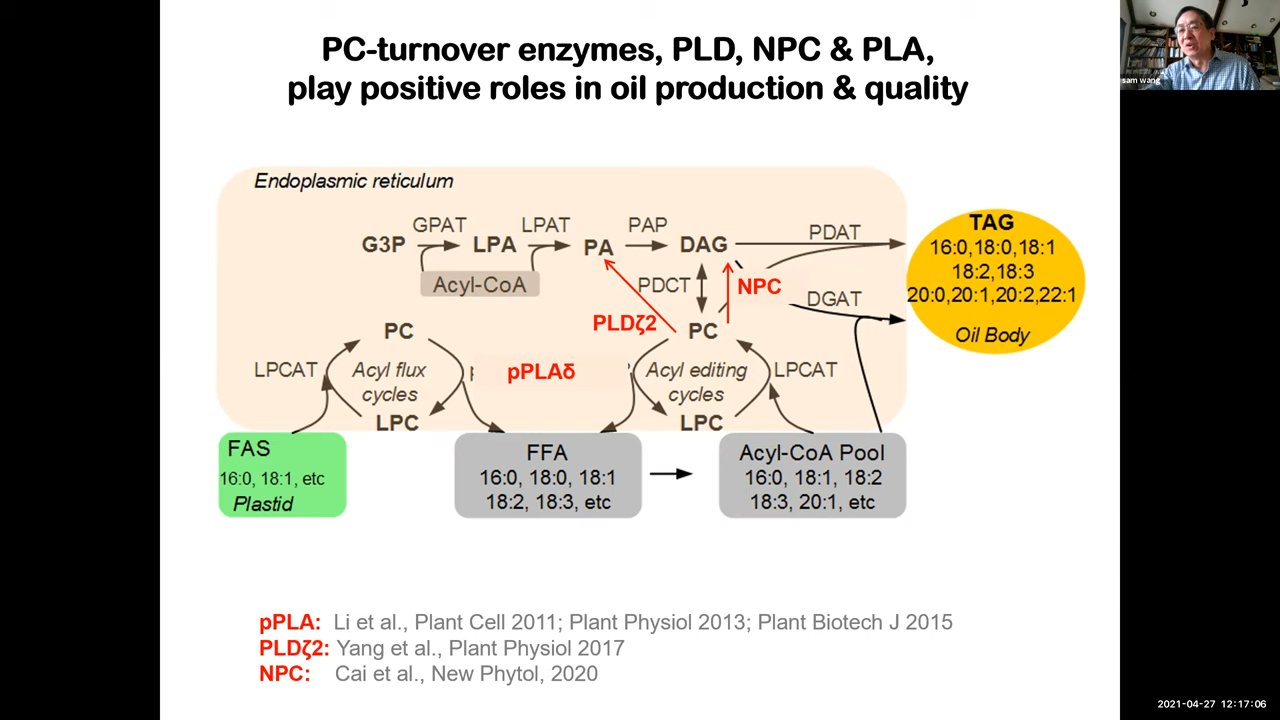 PC-turnover enzymes, PLD, NPC & PLA,
play positive roles in oil production & quality
sam wang
Endoplasmic reticulum
G3P
GPAT
LPA
LPAT
PA
PAP
DAG
PDAT
Acyl-CoA
PDCT
NPC
DGAT
PLDζ2
PC
PC
LPCAT
Acyl flux
cycles
pPLAδ
Acyl editing
cycles
LPCAT
LPC
LPC
TAG
16:0,18:0,18:1
18:2,18:3
20:0,20:1,20:2,22:1
Oil Body
FAS
16:0, 18:1, etc
Plastid
FFA
16:0, 18:0, 18:1
18:2, 18:3, etc
Acyl-CoA Pool
16:0, 18:1, 18:2
18:3, 20:1, etc
pPLA: Li et al., Plant Cell 2011; Plant Physiol 2013; Plant Biotech J 2015
PLDζ2: Yang et al., Plant Physiol 2017
NPC: Cai et al., New Phytol, 2020
2021-04-27 12:17:06